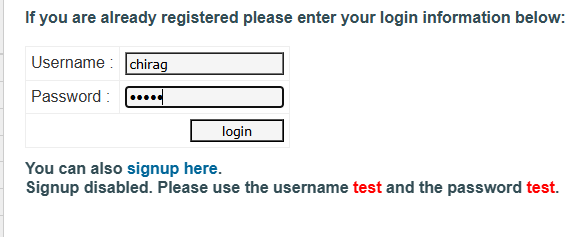 If you are already registered please enter your login information below:
Username : chirag
Password : •••••
login
You can also signup here.
Signup disabled. Please use the username test and the password test.